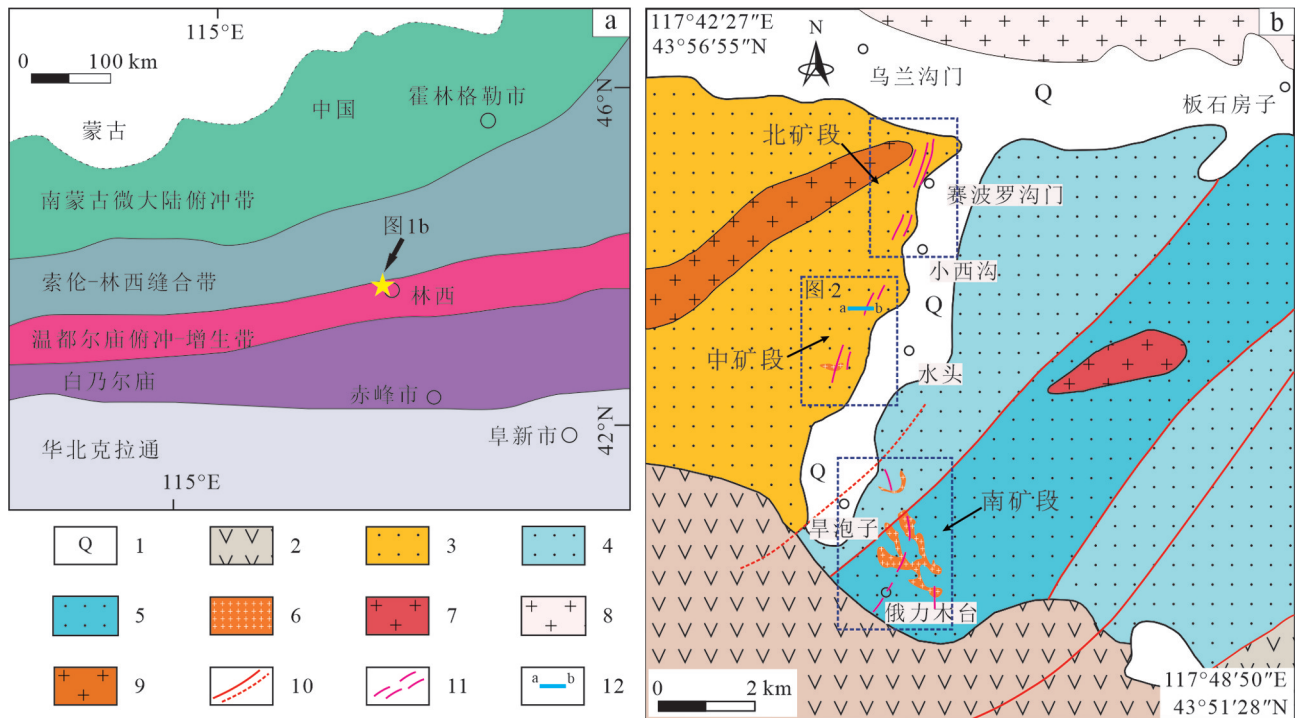 115°E
a
0 100 km
中国
霍林格勒市
46°N
蒙古
南蒙古微大陆俯冲带
图1b
索伦-林西缝合带
林西
温都尔庙俯冲-增生带
白乃尔庙
赤峰市
42°N
阜新市
华北克拉通
115°E
117°42′27″E
43°56′55″N
N
b
乌兰沟门
Q
板石房子
北矿段
赛波罗沟门
小西沟
图2
a b
Q
中矿段
水头
Q
南矿段
旱泡子
俄力木台
0 2 km
117°48′50″E
43°51′28″N
Q 1
2
3
4
5
6
7
8
9
10
11
a b 12